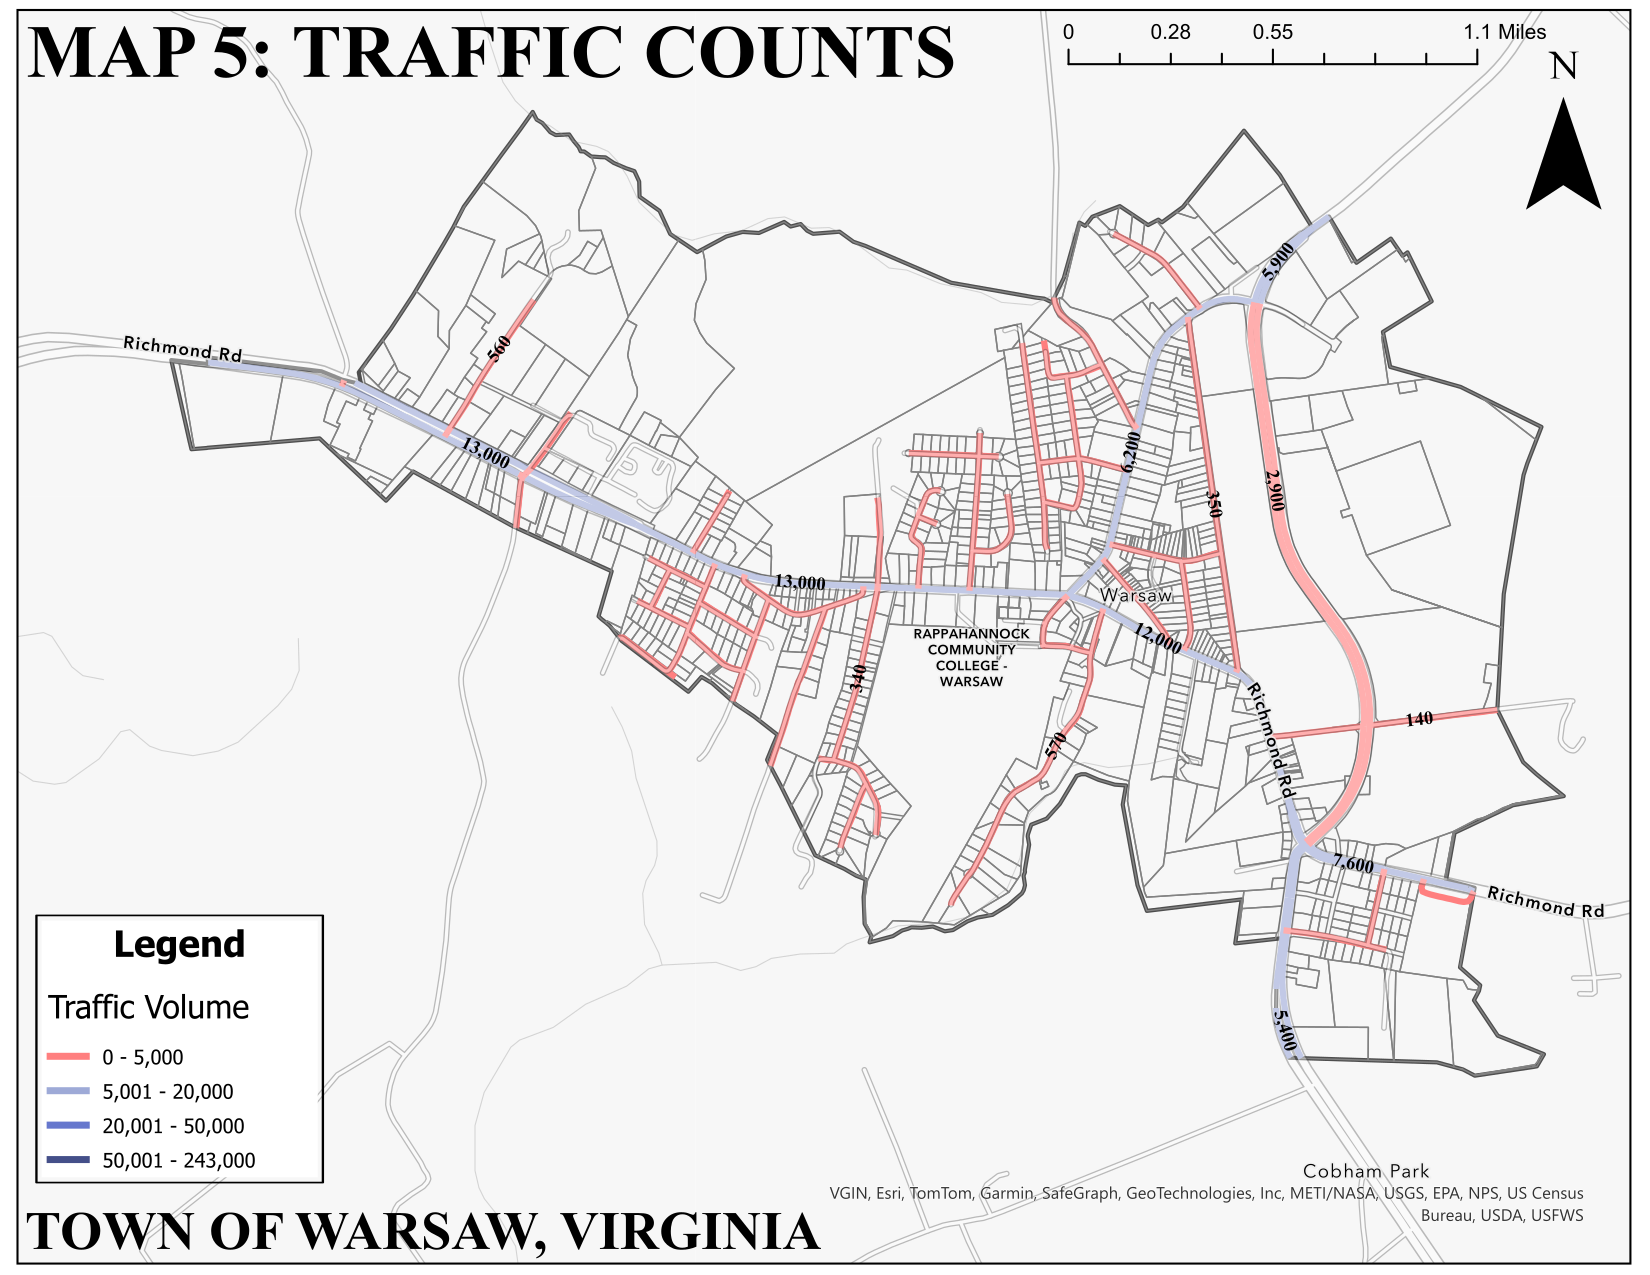 MAP 5: TRAFFIC COUNTS
0 0.28 0.55 1.1 Miles
N
5,900
Richmond Rd
560
13,000
6,200
350
2,900
13,000
Warsaw
12,000
RAPPAHANNOCK
COMMUNITY
COLLEGE -
WARSAW
340
Richmond Rd
140
570
7,600
Richmond Rd
5,400
Legend
Traffic Volume
0 - 5,000
5,001 - 20,000
20,001 - 50,000
50,001 - 243,000
Cobham Park
VGIN, Esri, TomTom, Garmin, SafeGraph, GeoTechnologies, Inc, METI/NASA, USGS, EPA, NPS, US Census
Bureau, USDA, USFWS
TOWN OF WARSAW, VIRGINIA